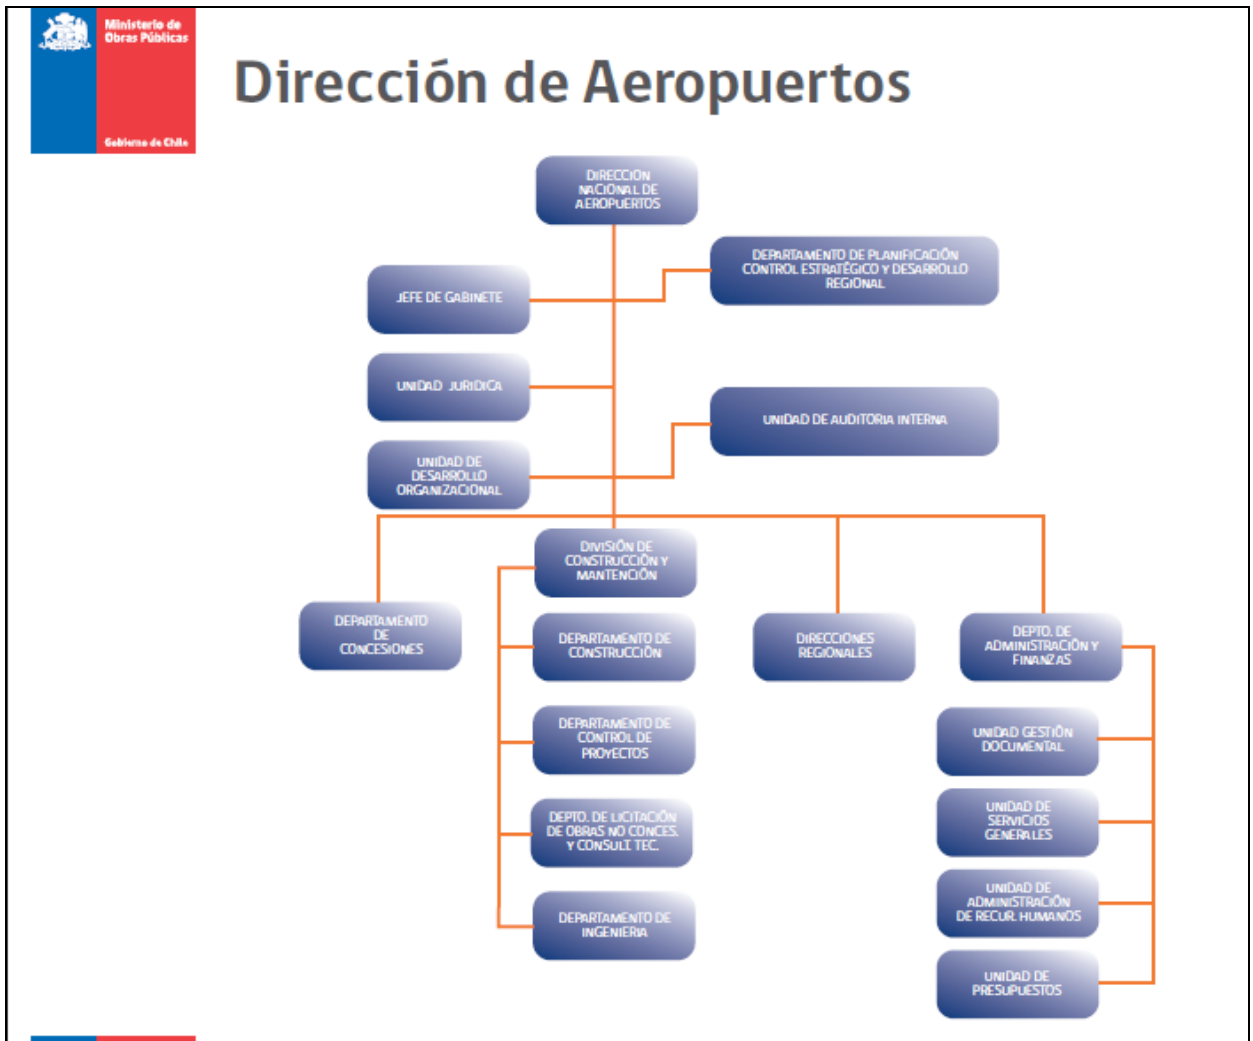 Ministerio de
Obras Públicas
Gobierno de Chile
Dirección de Aeropuertos
DIRECCIÓN
NACIONAL DE
AEROPUERTOS
DEPARTAMENTO DE PLANIFICACIÓN
CONTROL ESTRATÉGICO Y DESARROLLO
REGIONAL
JEFE DE GABINETE
UNIDAD JURIDICA
UNIDAD DE AUDITORIA INTERNA
UNIDAD DE
DESARROLLO
ORGANIZACIONAL
DIVISIÓN DE
CONSTRUCCIÓN Y
MANTENCIÓN
DEPARTAMENTO
DE
CONCESIONES
DEPARTAMENTO DE
CONSTRUCCIÓN
DIRECCIONES
REGIONALES
DEPTO. DE
ADMINISTRACIÓN Y
FINANZAS
DEPARTAMENTO DE
CONTROL DE
PROYECTOS
UNIDAD GESTIÓN
DOCUMENTAL
DEPTO. DE LICITACIÓN
DE OBRAS NO CONCES.
Y CONSULT. TEC.
UNIDAD DE
SERVICIOS
GENERALES
DEPARTAMENTO DE
INGENIERIA
UNIDAD DE
ADMINISTRACIÓN
DE RECUR. HUMANOS
UNIDAD DE
PRESUPUESTOS